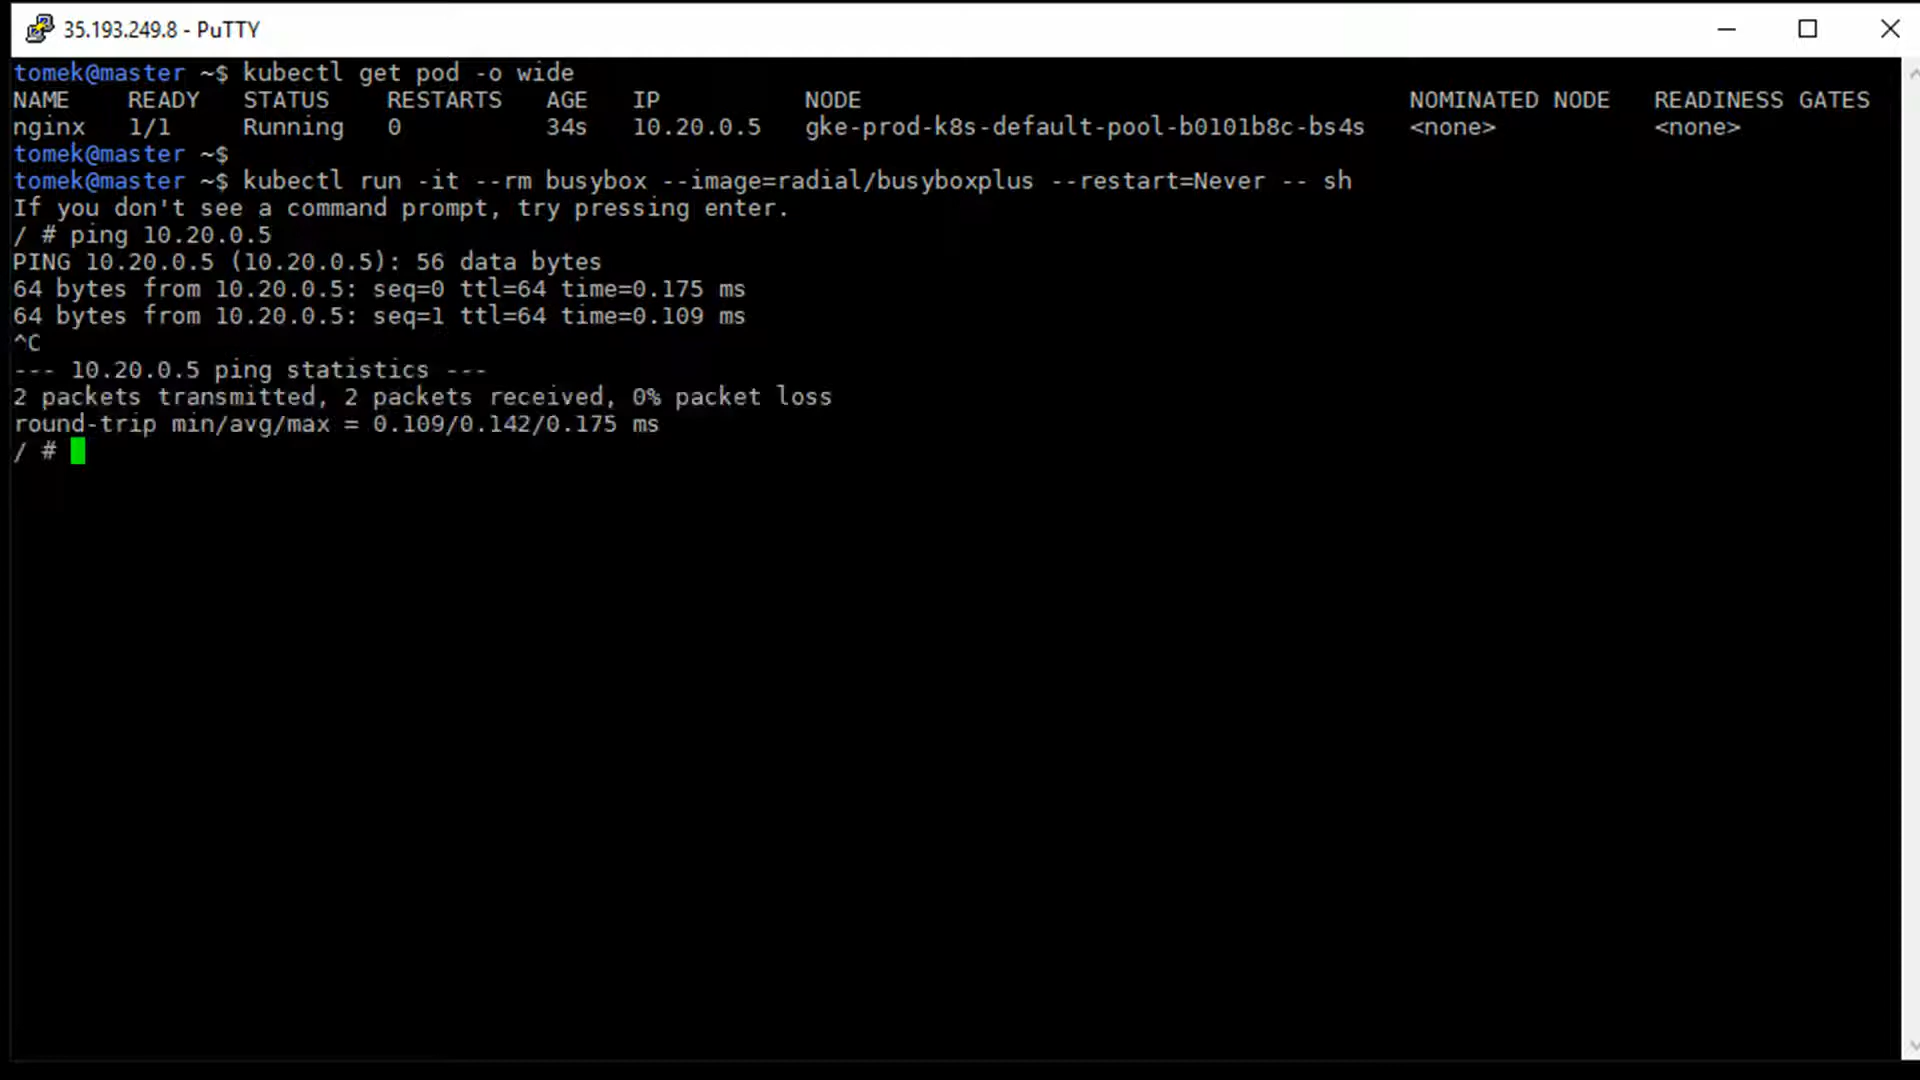 35.193.249.8 - PuTTY
tomek@master ~$ kubectl get pod -o wide
NAME READY STATUS RESTARTS AGE IP NODE NOMINATED NODE READINESS GATES
nginx 1/1 Running 0 34s 10.20.0.5 gke-prod-k8s-default-pool-b0101b8c-bs4s <none> <none>
tomek@master ~$
tomek@master ~$ kubectl run -it --rm busybox --image=radial/busyboxplus --restart=Never -- sh
If you don't see a command prompt, try pressing enter.
/ # ping 10.20.0.5
PING 10.20.0.5 (10.20.0.5): 56 data bytes
64 bytes from 10.20.0.5: seq=0 ttl=64 time=0.175 ms
64 bytes from 10.20.0.5: seq=1 ttl=64 time=0.109 ms
^C
--- 10.20.0.5 ping statistics ---
2 packets transmitted, 2 packets received, 0% packet loss
round-trip min/avg/max = 0.109/0.142/0.175 ms
/ #